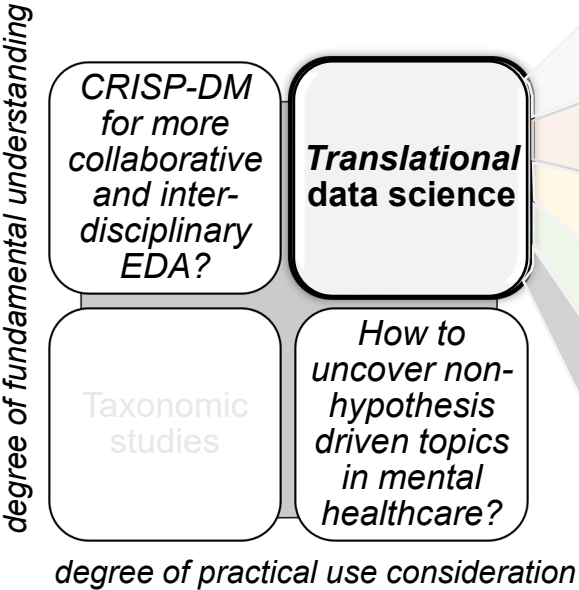 degree of fundamental understanding
CRISP-DM
for more
collaborative
and inter-
disciplinary
EDA?
Translational
data science
Taxonomic
studies
How to
uncover non-
hypothesis
driven topics
in mental
healthcare?
degree of practical use consideration